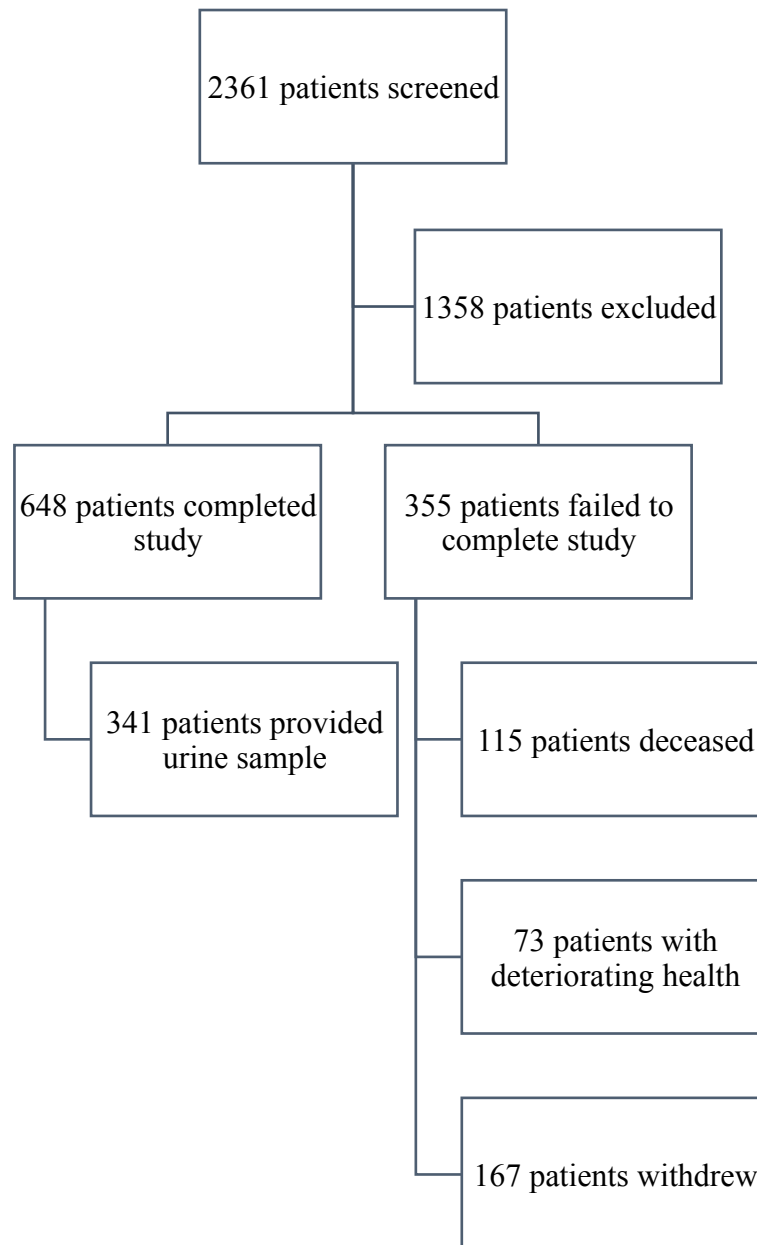 2361 patients screened
1358 patients excluded
648 patients completed
study
355 patients failed to
complete study
341 patients provided
urine sample
115 patients deceased
73 patients with
deteriorating health
167 patients withdrew